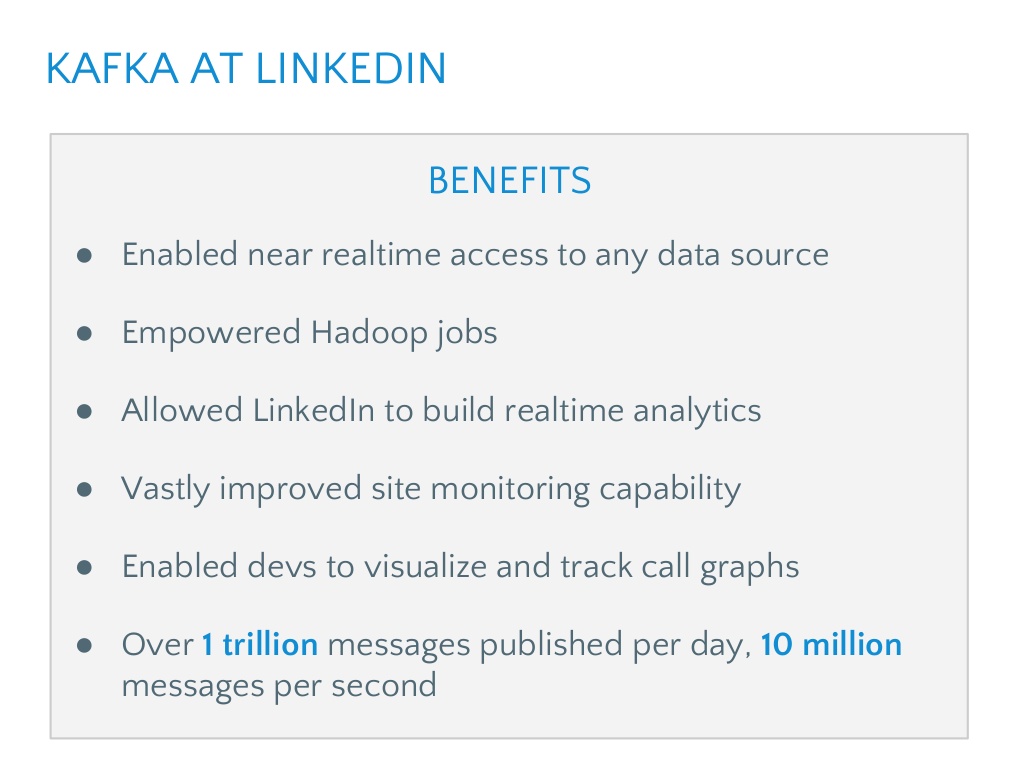 KAFKA AT LINKEDIN
BENEFITS
● Enabled near realtime access to any data source
● Empowered Hadoop jobs
● Allowed LinkedIn to build realtime analytics
● Vastly improved site monitoring capability
● Enabled devs to visualize and track call graphs
● Over 1 trillion messages published per day, 10 million
messages per second